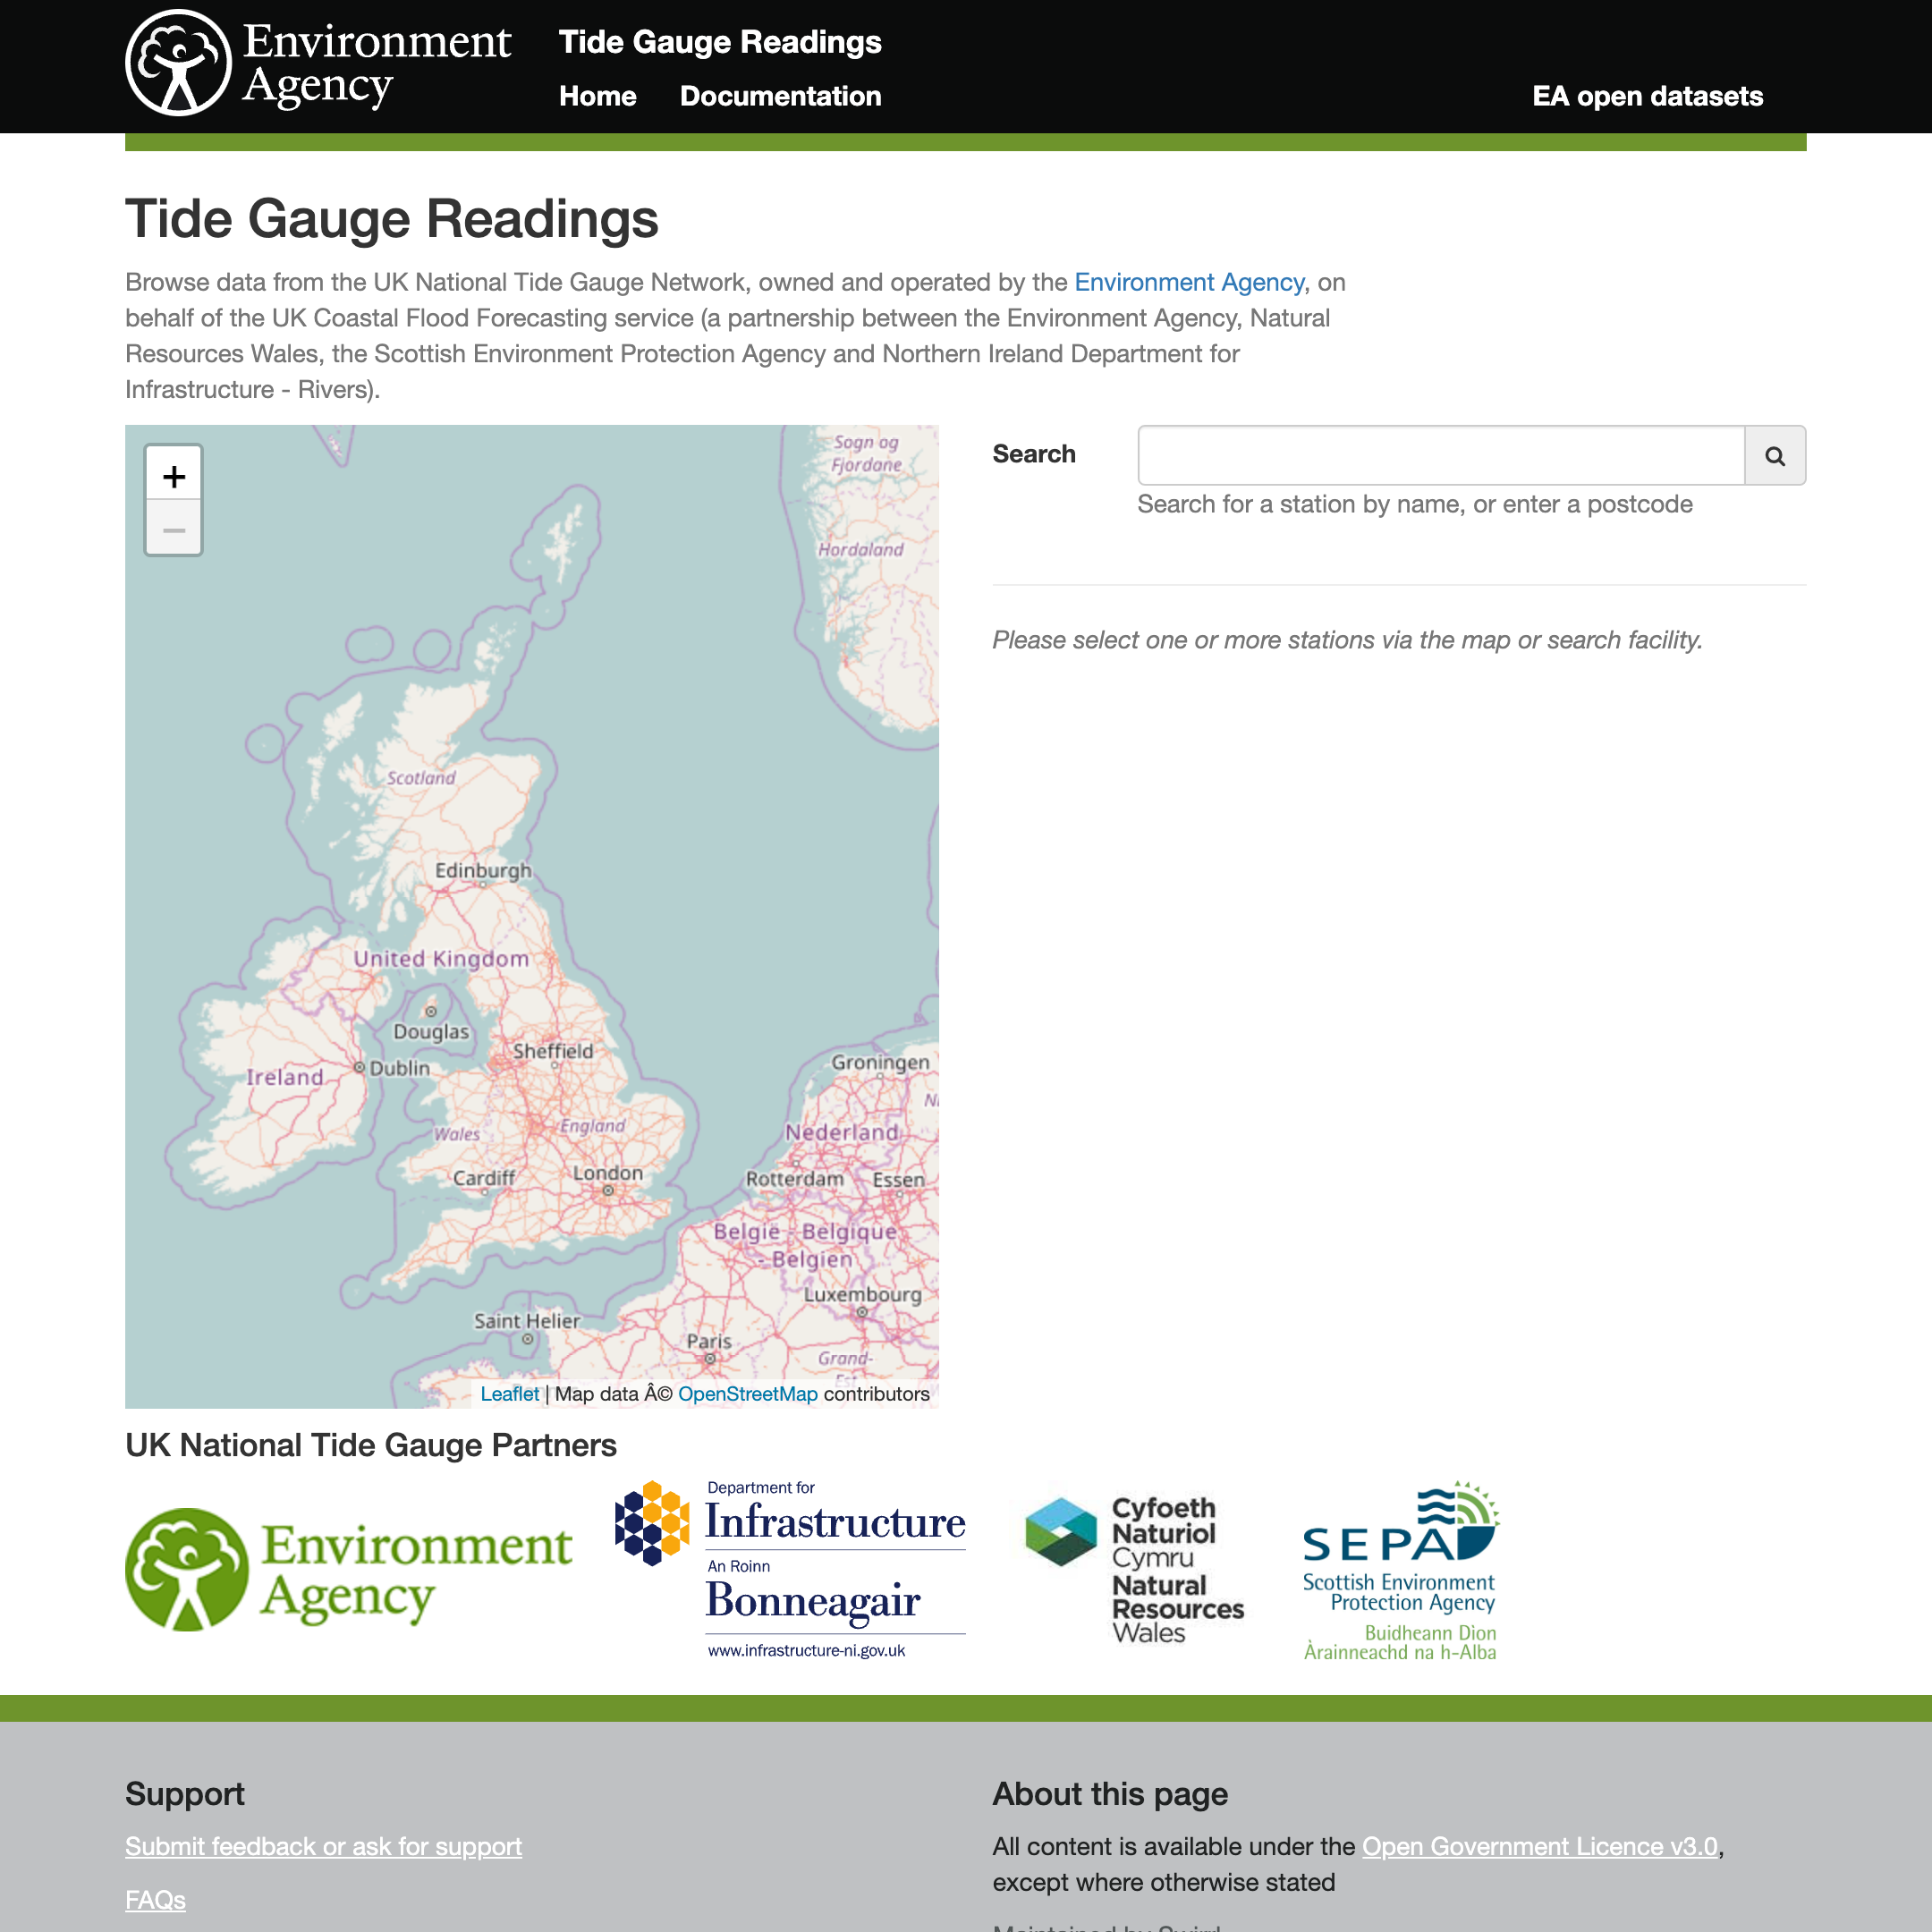 Environment
Agency
Tide Gauge Readings
Home Documentation
EA open datasets
Tide Gauge Readings
Browse data from the UK National Tide Gauge Network, owned and operated by the Environment Agency, on
behalf of the UK Coastal Flood Forecasting service (a partnership between the Environment Agency, Natural
Resources Wales, the Scottish Environment Protection Agency and Northern Ireland Department for
Infrastructure - Rivers).
+
−
Sogn og
Fjordane
Hordaland
Scotland
Edinburgh
United Kingdom
Douglas
Sheffield
Dublin
Ireland
Groningen
Wales
England
Nederland
Cardiff
London
Rotterdam
Essen
België - Belgique
- Belgien
Luxembourg
Saint Helier
Paris
Grand-
Est
Leaflet | Map data Â© OpenStreetMap contributors
Search
Search for a station by name, or enter a postcode
Please select one or more stations via the map or search facility.
UK National Tide Gauge Partners
Environment
Agency
Department for
Infrastructure
An Roinn
Bonneagair
www.infrastructure-ni.gov.uk
Cyfoeth
Naturiol
Cymru
Natural
Resources
Wales
SEPA
Scottish Environment
Protection Agency
Buidheann Dìon
Àrainneachd na h-Alba
Support
Submit feedback or ask for support
FAQs
About this page
All content is available under the Open Government Licence v3.0,
except where otherwise stated
Maintained by Swirrl